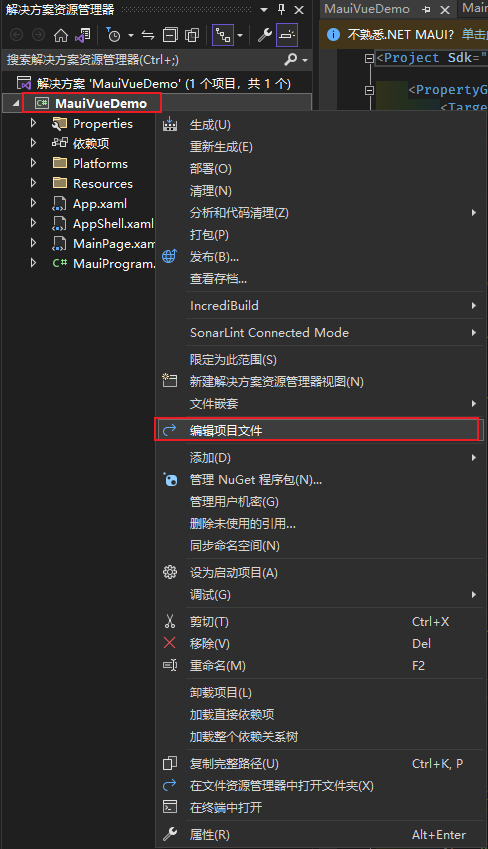 解决方案资源管理器
MauiVueDemo
Main
搜索解决方案资源管理器(Ctrl+;)
不熟悉.NET MAUI？单击
解决方案 'MauiVueDemo' (1 个项目，共 1 个)
<Project Sdk="
MauiVueDemo
<PropertyG
Properties
<Targe
依赖项
Platforms
Resources
App.xaml
AppShell.xaml
MainPage.xam
C# MauiProgram.
生成(U)
重新生成(E)
部署(O)
清理(N)
分析和代码清理(Z)
打包(P)
发布(B)...
查看存档...
IncrediBuild
SonarLint Connected Mode
限定为此范围(S)
新建解决方案资源管理器视图(N)
文件嵌套
编辑项目文件
添加(D)
管理 NuGet 程序包(N)...
管理用户机密(G)
删除未使用的引用...
同步命名空间(N)
设为启动项目(A)
调试(G)
剪切(T) Ctrl+X
移除(V) Del
重命名(M) F2
卸载项目(L)
加载直接依赖项
加载整个依赖关系树
复制完整路径(U) Ctrl+K, P
在文件资源管理器中打开文件夹(X)
在终端中打开
属性(R) Alt+Enter